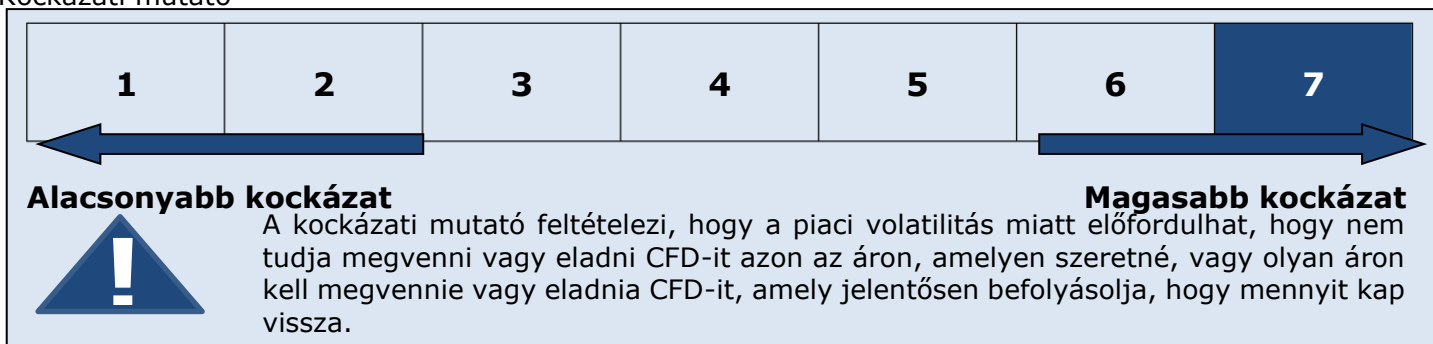 Kockázati mutató
1 2 3 4 5 6 7
Alacsonyabb kockázat Magasabb kockázat
! A kockázati mutató feltételezi, hogy a piaci volatilitás miatt előfordulhat, hogy nem
tudja megvenni vagy eladni CFD-it azon az áron, amelyen szeretné, vagy olyan áron
kell megvennie vagy eladnia CFD-it, amely jelentősen befolyásolja, hogy mennyit kap
vissza.